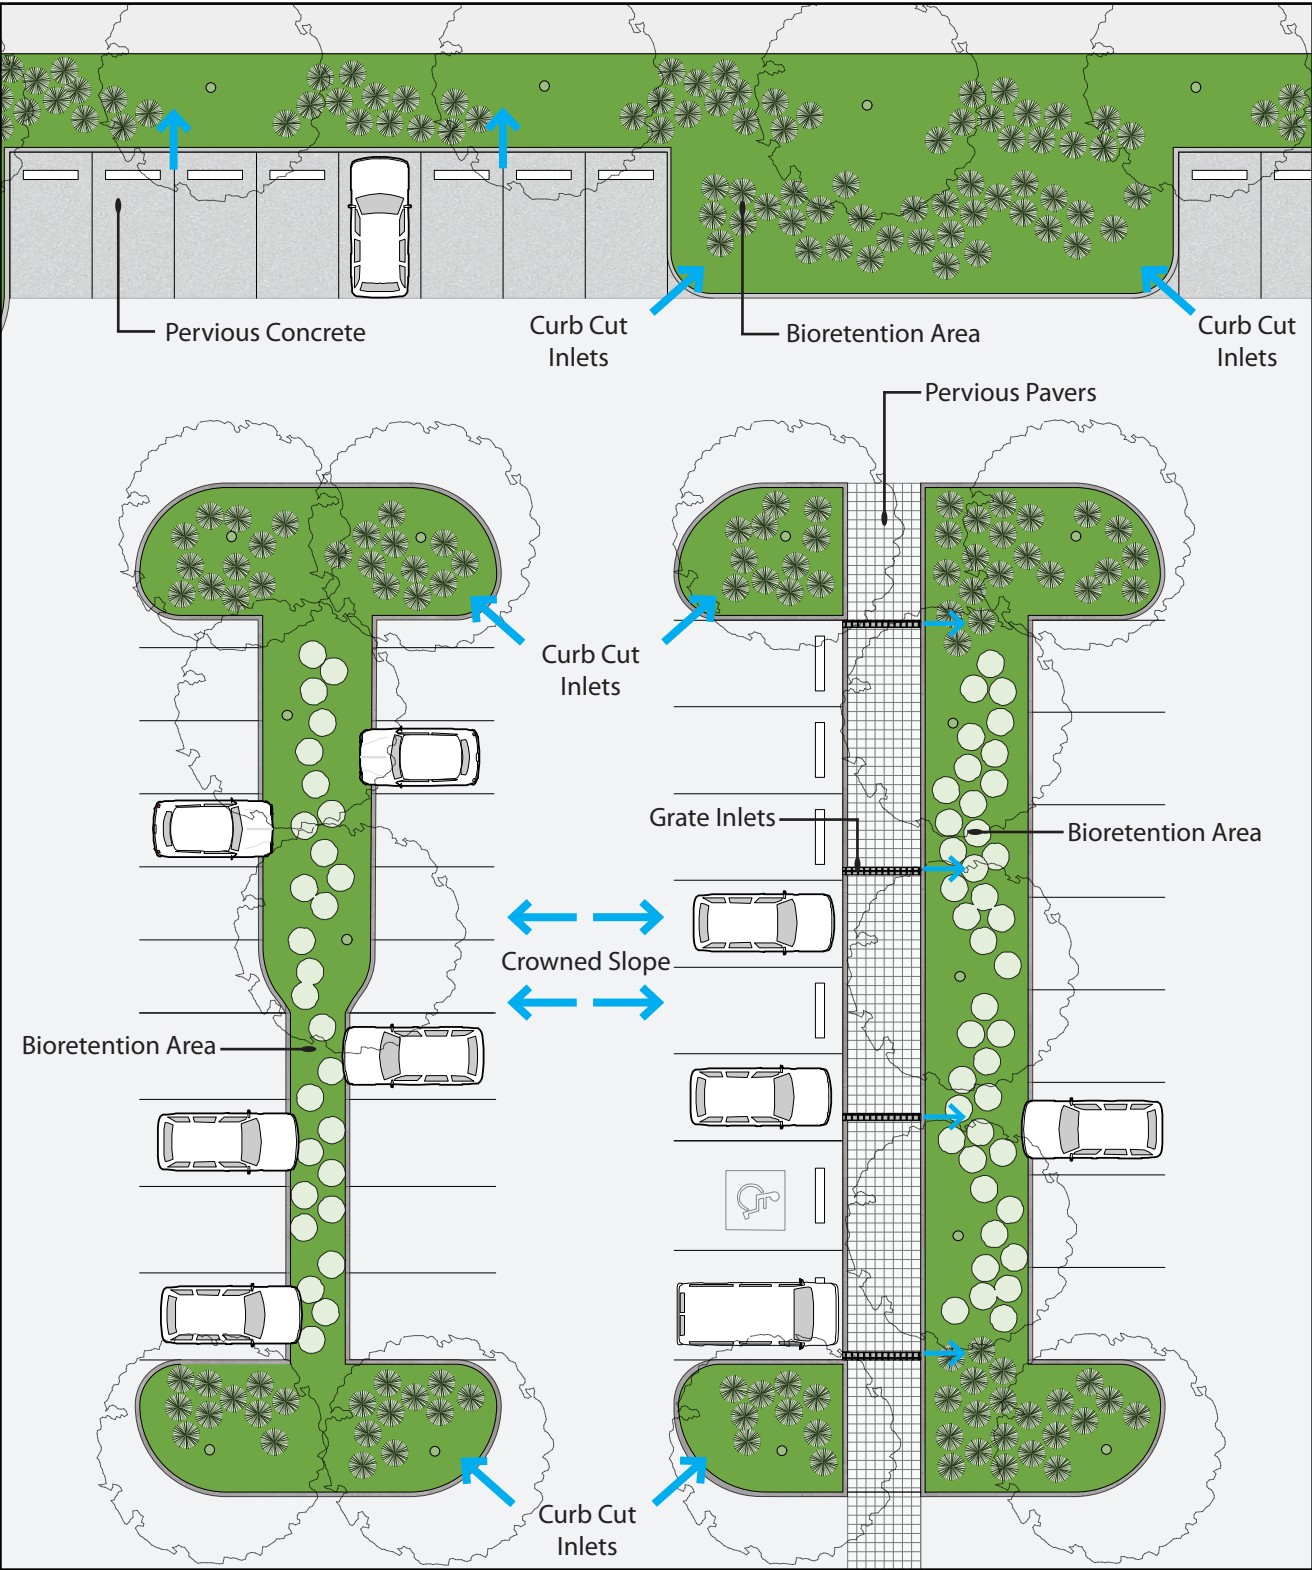 Pervious Concrete
Curb Cut
Inlets
Bioretention Area
Curb Cut
Inlets
Pervious Pavers
Curb Cut
Inlets
Grate Inlets
Bioretention Area
Crowned Slope
Bioretention Area
Curb Cut
Inlets